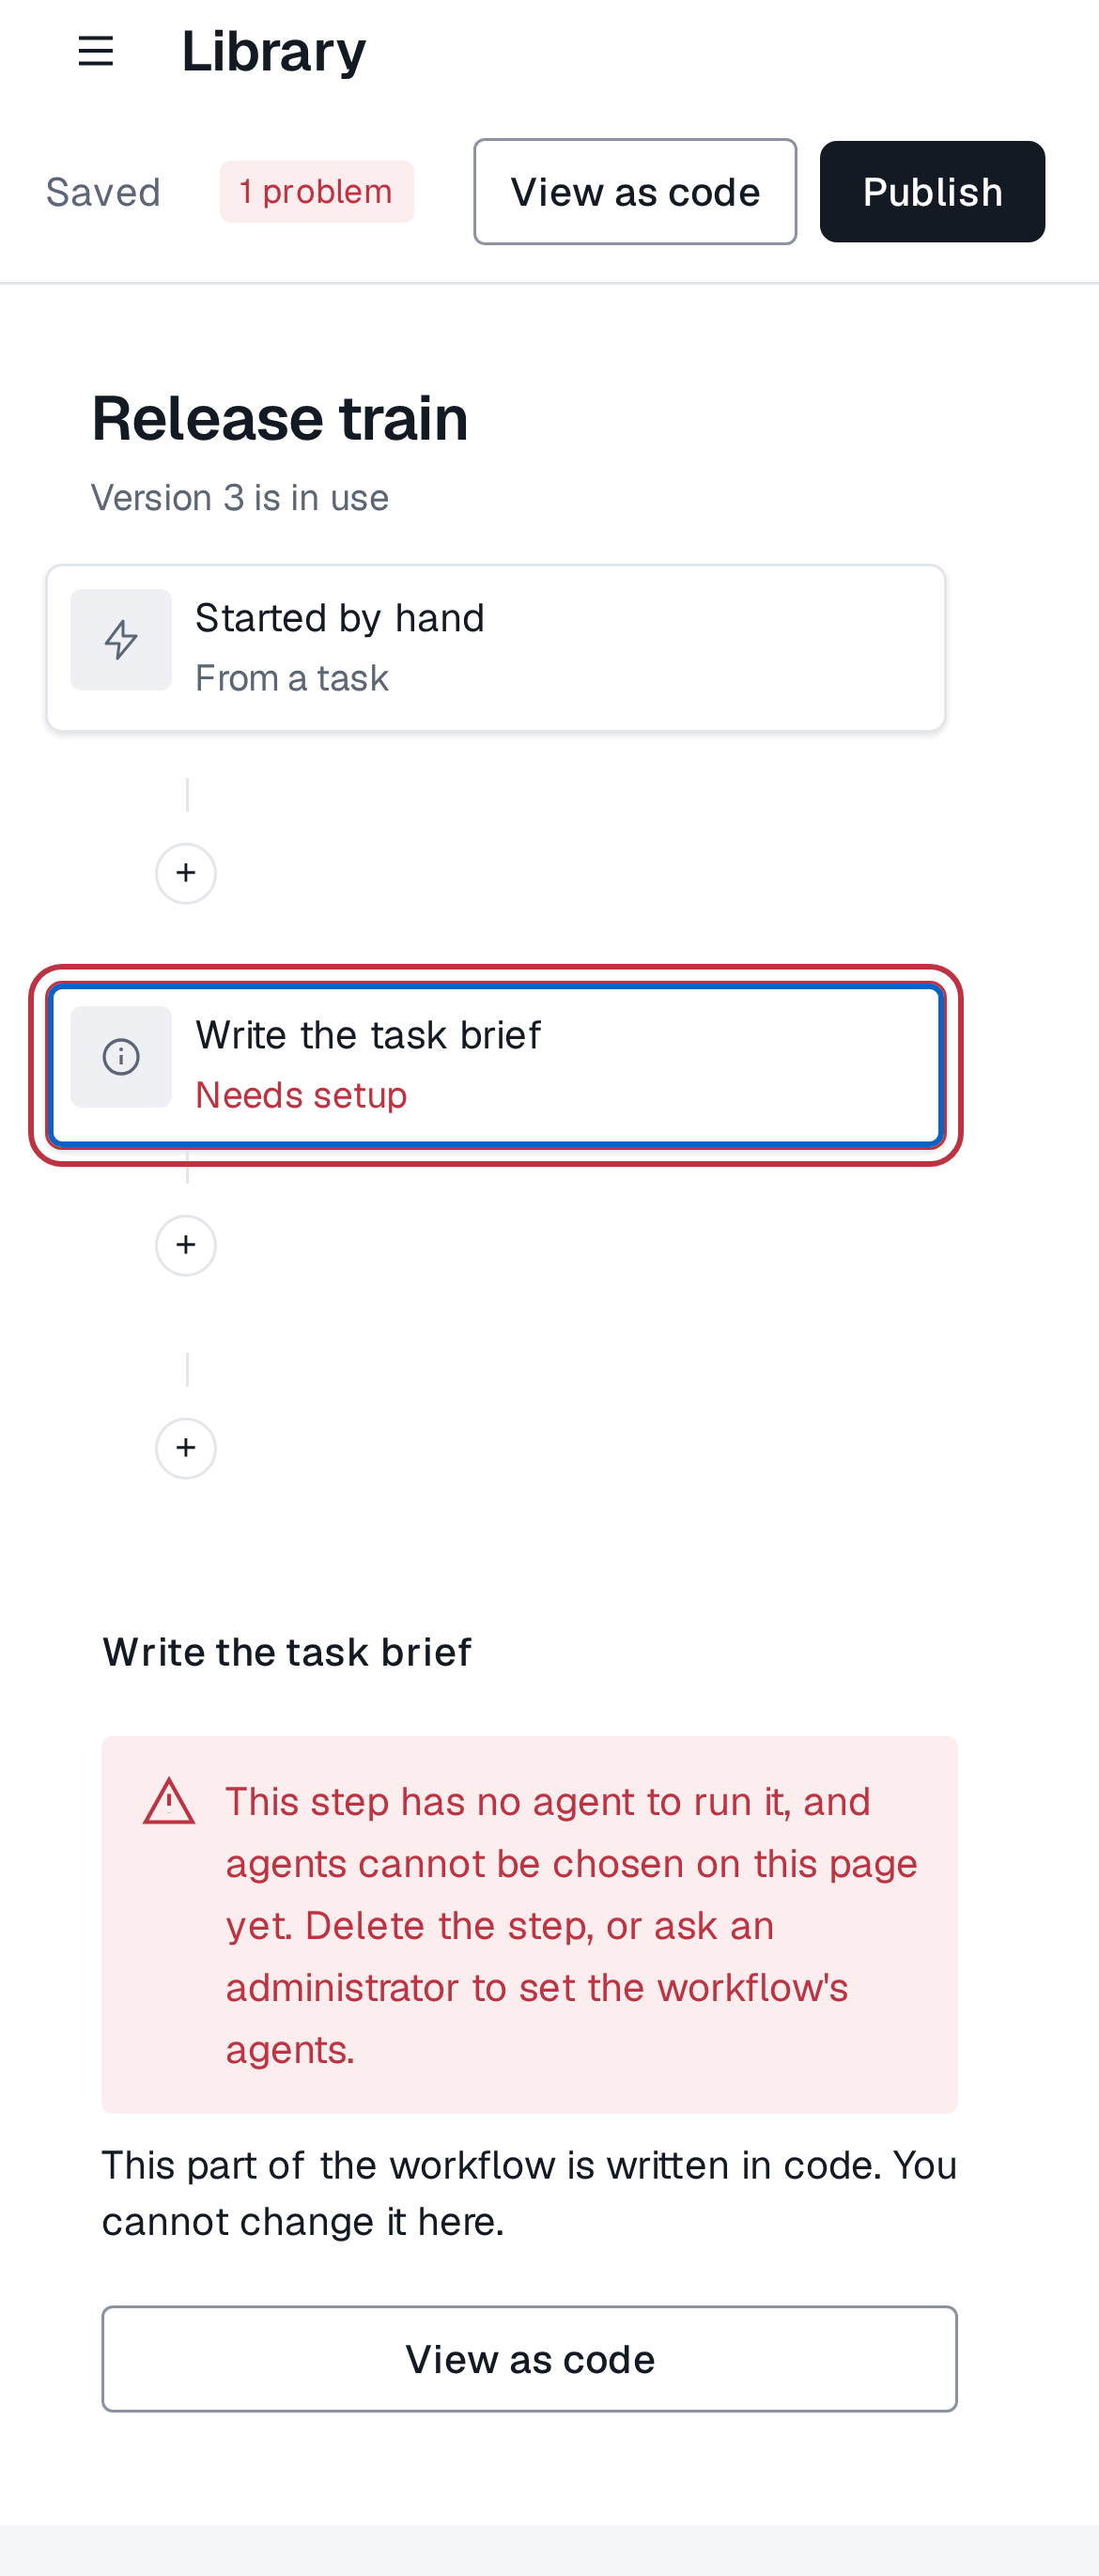 Library
Saved
1 problem
View as code
Publish
Release train
Version 3 is in use
Started by hand
From a task
+
Write the task brief
Needs setup
+
+
Write the task brief
This step has no agent to run it, and
agents cannot be chosen on this page
yet. Delete the step, or ask an
administrator to set the workflow's
agents.
This part of the workflow is written in code. You
cannot change it here.
View as code